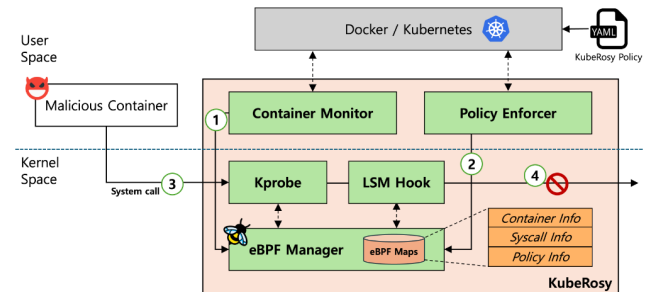 User
Space
Docker / Kubernetes
YAML
KubeRosy Policy
Malicious Container
1
Container Monitor
Policy Enforcer
Kernel
Space
2
System call
3
Kprobe
LSM Hook
4
eBPF Manager
eBPF Maps
Container Info
Syscall Info
Policy Info
KubeRosy